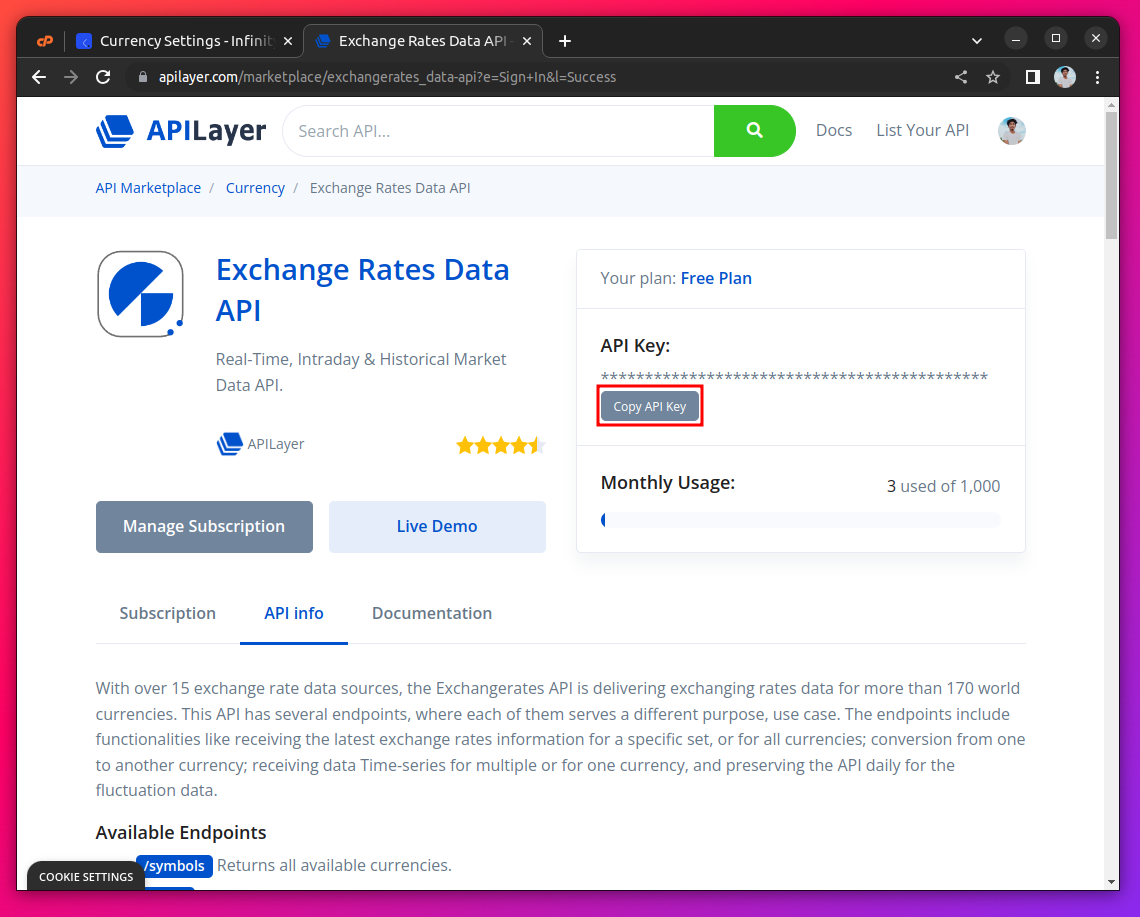 Currency Settings - Infinit
Exchange Rates Data API -
apilayer.com/marketplace/exchangerates_data-api?e=Sign+In&l=Success
APILayer
Search API...
Docs
List Your API
API Marketplace / Currency / Exchange Rates Data API
Exchange Rates Data
API
Real-Time, Intraday & Historical Market
Data API.
APILayer
Manage Subscription
Live Demo
Your plan: Free Plan
API Key:
********************************************
Copy API Key
Monthly Usage:
3 used of 1,000
Subscription
API info
Documentation
With over 15 exchange rate data sources, the Exchangerates API is delivering exchanging rates data for more than 170 world
currencies. This API has several endpoints, where each of them serves a different purpose, use case. The endpoints include
functionalities like receiving the latest exchange rates information for a specific set, or for all currencies; conversion from one
to another currency; receiving data Time-series for multiple or for one currency, and preserving the API daily for the
fluctuation data.
Available Endpoints
/symbols Returns all available currencies.
COOKIE SETTINGS